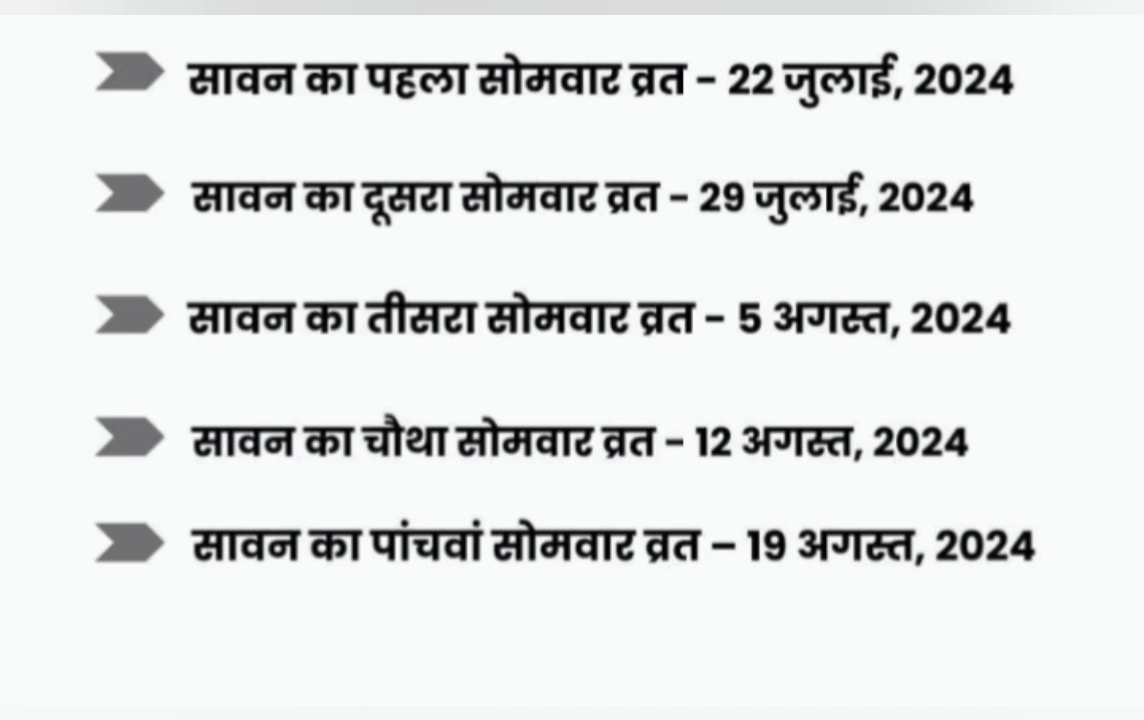 सावन का पहला सोमवार व्रत - 22 जुलाई, 2024
सावन का दूसरा सोमवार व्रत - 29 जुलाई, 2024
सावन का तीसरा सोमवार व्रत - 5 अगस्त, 2024
सावन का चौथा सोमवार व्रत - 12 अगस्त, 2024
सावन का पांचवां सोमवार व्रत – 19 अगस्त, 2024